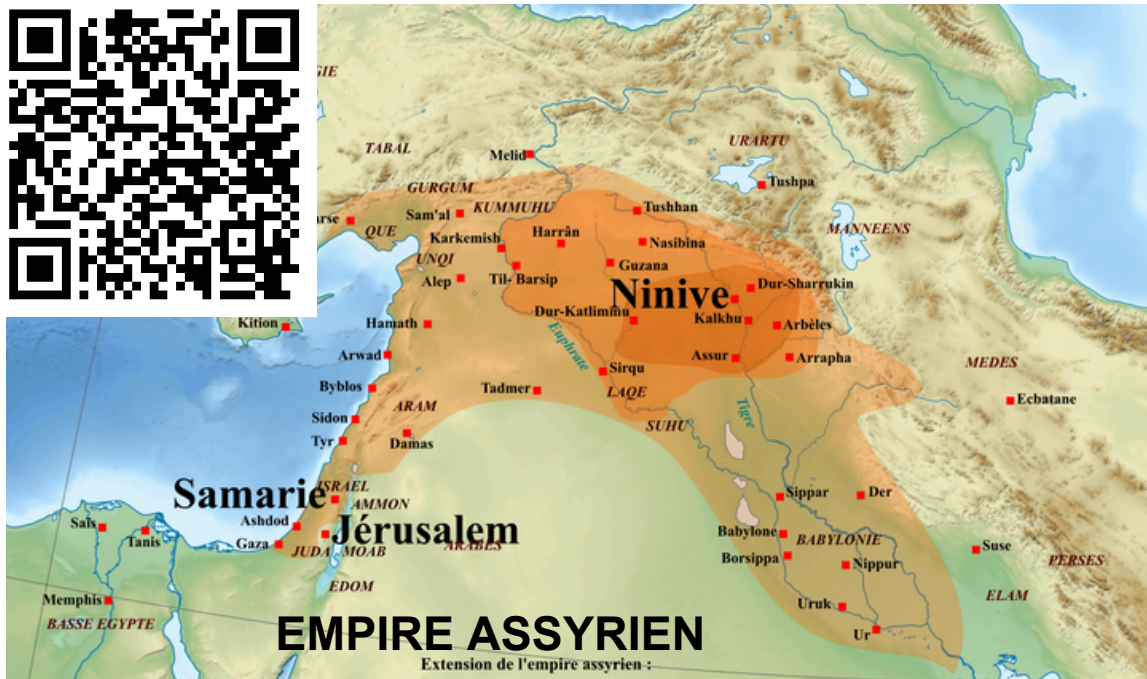 GIE
TABAL
Melid
URARTU
Tushpa
GURGUM
KUMMUHU
Sam'al
Tushhan
arse
QUE
Harrân
Karkemish
Nasibina
MANNEENS
UNQI
Guzana
Alep
Til- Barsip
Ninive
Dur-Sharrukin
Dur-Katlimmu
Kalkhu
Arbèles
Kition
Hamath
Euphrate
Arwad
Assur
Arrapha
MEDES
Sirqu
Byblos
Tadmer
LAQE
Ecbatane
ARAM
Tigre
Sidon
SUHU
Tyr
Damas
Samarie
ISRAEL
AMMON
Sippar
Der
Saïs
Ashdod
Jérusalem
Tanis
Gaza
JUDA
MOAB
ARABES
Babylone
BABYLONIE
Suse
Borsippa
PERSES
Nippur
EDOM
ELAM
Memphis
Uruk
BASSE EGYPTE
EMPIRE ASSYRIEN
Ur
Extension de l'empire assyrien :